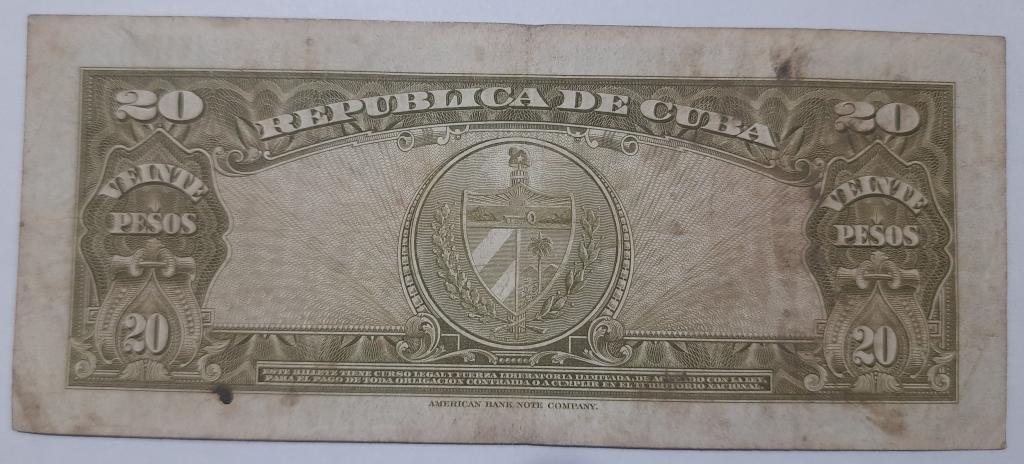 20 REPUBLICA DE CUBA 20
VEINTE PESOS
VEINTE PESOS
20
20
ESTE BILLETE TIENE CURSO LEGAL Y FUERZA LIBERATORIA ILIMITADA, DE ACUERDO CON LA LEY,
PARA EL PAGO DE TODA OBLIGACION CONTRAIDA O A CUMPLIR EN EL TERRITORIO NACIONAL.
AMERICAN BANK NOTE COMPANY.